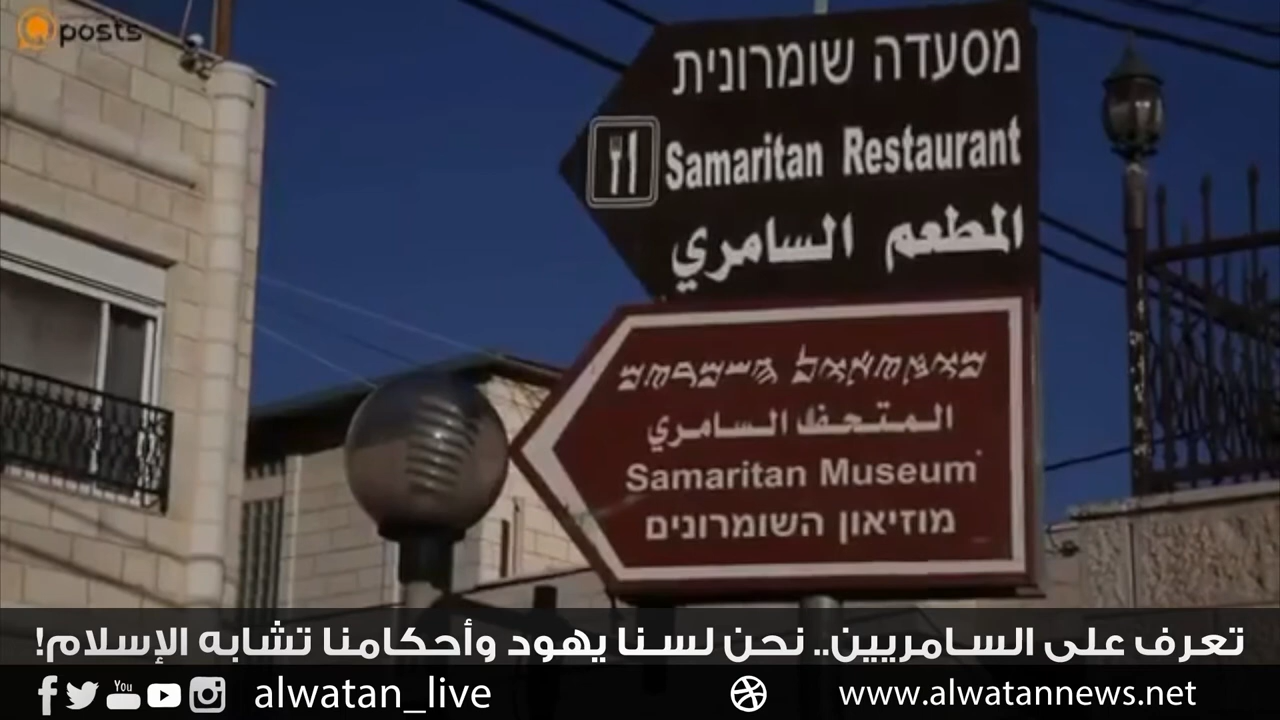 posts
מסעדה שומרונית
Samaritan Restaurant
المطعم السامري
المتحف السامري
Samaritan Museum
מוזיאון השומרונים
تعرف على السامريين.. نحن لسنا يهود وأحكامنا تشابه الإسلام!
You
alwatan_live
www.alwatannews.net